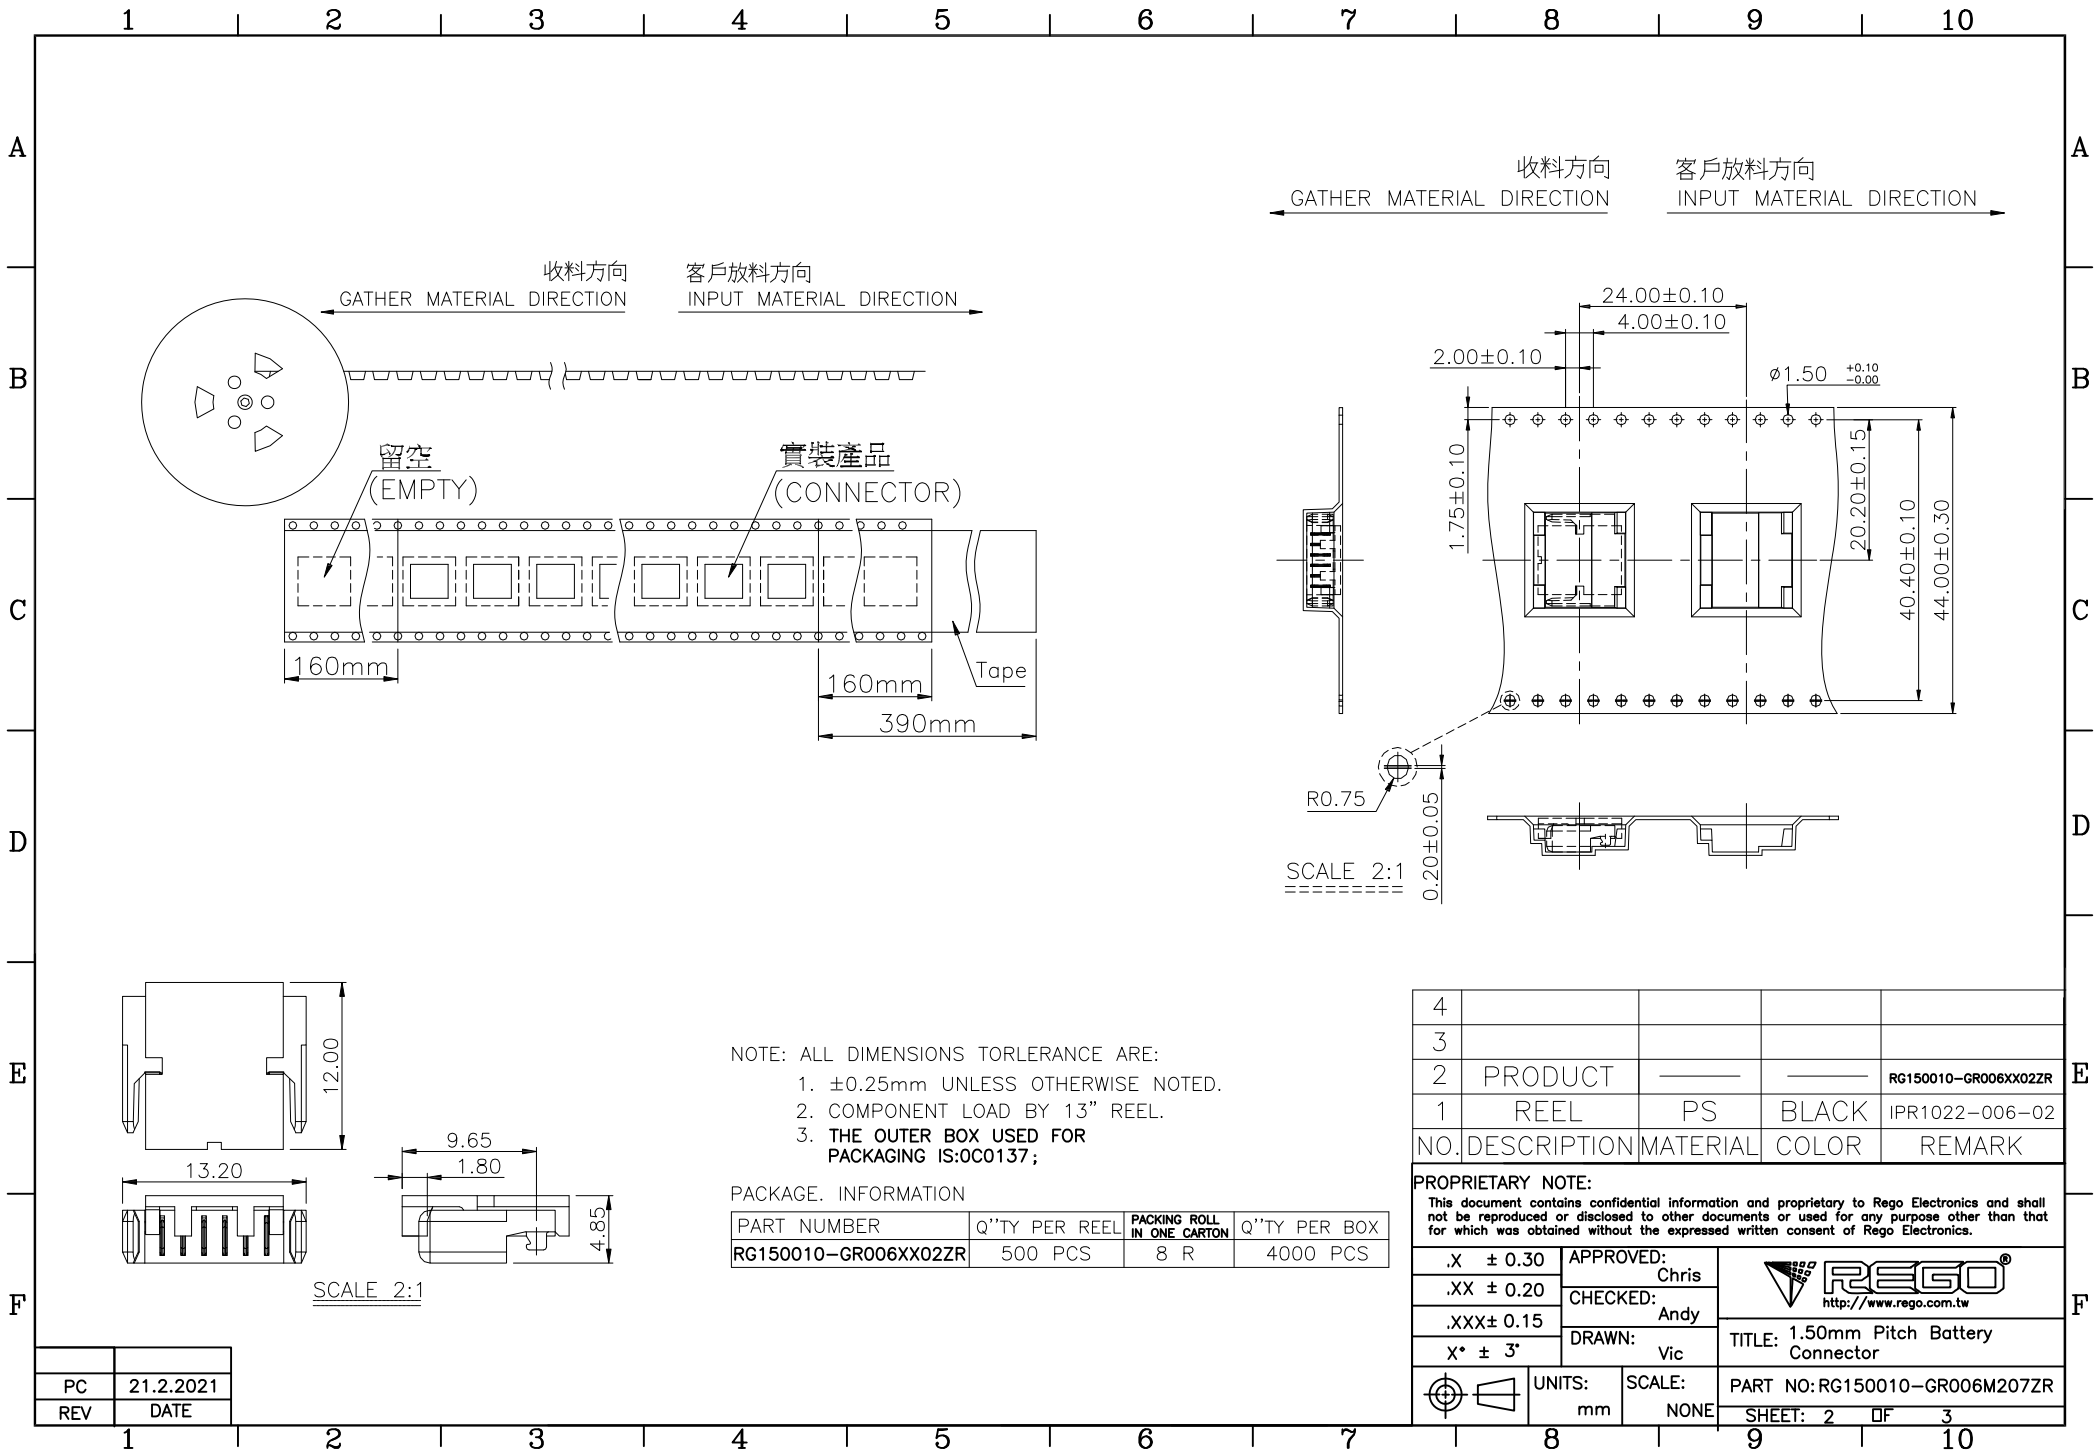 1 2 3 4 5 6 7 8 9 10
A A
收料方向 客戶放料方向
GATHER MATERIAL DIRECTION INPUT MATERIAL DIRECTION
收料方向 客戶放料方向
GATHER MATERIAL DIRECTION INPUT MATERIAL DIRECTION
24.00±0.10
4.00±0.10
2.00±0.10
ø1.50 +0.10
-0.00
B B
留空
(EMPTY)
實裝產品
(CONNECTOR)
1.75±0.10
20.20±0.15
40.40±0.10
44.00±0.30
C C
160mm
160mm
Tape
390mm
R0.75
0.20±0.05
SCALE 2:1
D D
12.00
13.20
9.65
1.80
4.85
SCALE 2:1
E E
NOTE: ALL DIMENSIONS TORLERANCE ARE:
1. ±0.25mm UNLESS OTHERWISE NOTED.
2. COMPONENT LOAD BY 13" REEL.
3. THE OUTER BOX USED FOR
PACKAGING IS:0C0137;
PACKAGE. INFORMATION
PART NUMBER Q''TY PER REEL PACKING ROLL
IN ONE CARTON Q''TY PER BOX
RG150010-GR006XX02ZR 500 PCS 8 R 4000 PCS
4
3
2 PRODUCT RG150010-GR006XX02ZR
1 REEL PS BLACK IPR1022-006-02
NO. DESCRIPTION MATERIAL COLOR REMARK
PROPRIETARY NOTE:
This document contains confidential information and proprietary to Rego Electronics and shall
not be reproduced or disclosed to other documents or used for any purpose other than that
for which was obtained without the expressed written consent of Rego Electronics.
.X ± 0.30
.XX ± 0.20
.XXX± 0.15
X° ± 3°
APPROVED:
Chris
CHECKED:
Andy
DRAWN:
Vic
REGO®
http://www.rego.com.tw
TITLE: 1.50mm Pitch Battery
Connector
UNITS:
mm
SCALE:
NONE
PART NO:RG150010-GR006M207ZR
SHEET: 2 OF 3
F F
PC 21.2.2021
REV DATE
1 2 3 4 5 6 7 8 9 10